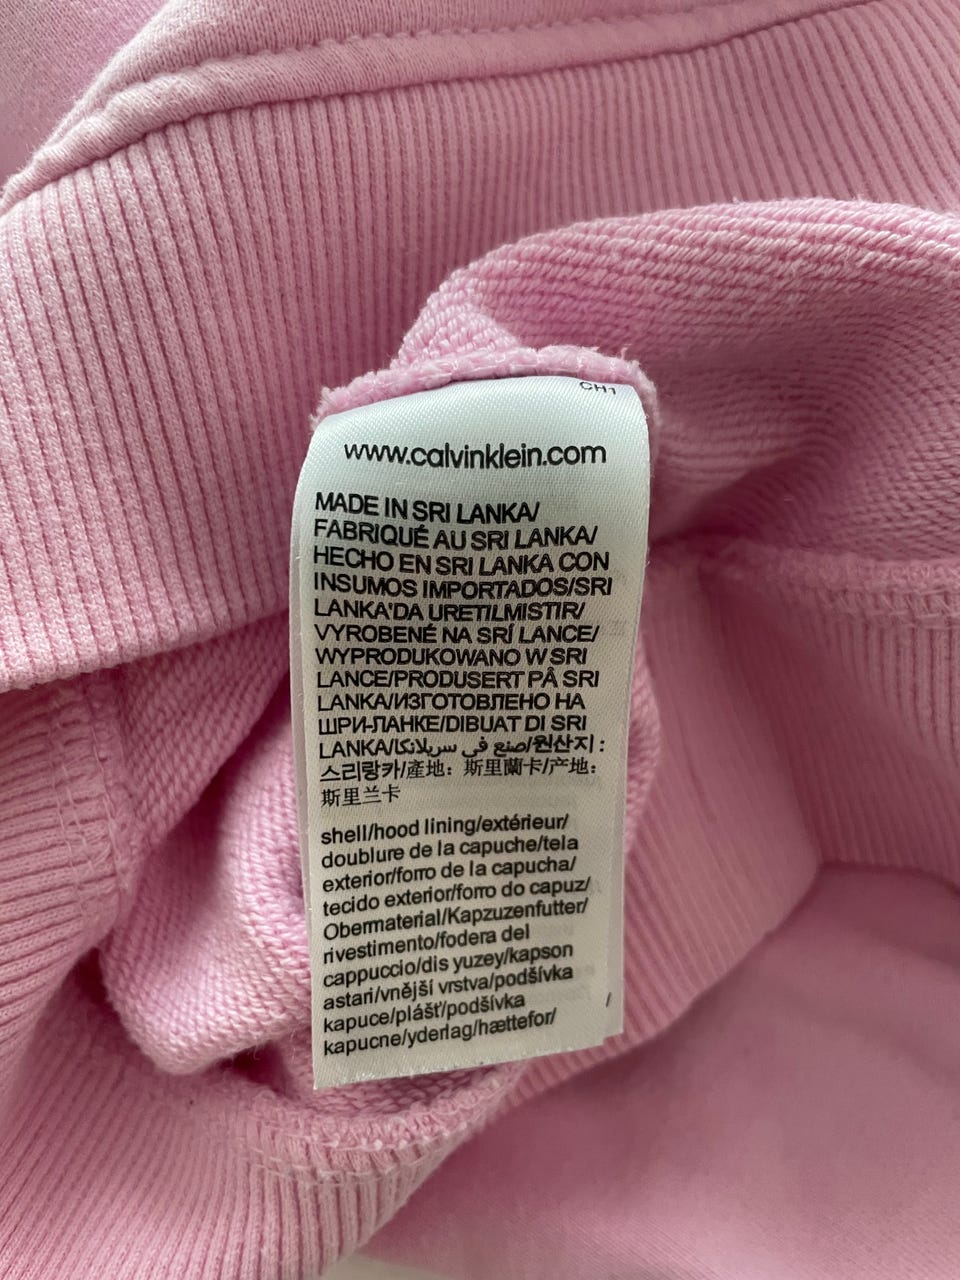 CH1
www.calvinklein.com
MADE IN SRI LANKA/
FABRIQUÉ AU SRI LANKA/
HECHO EN SRI LANKA CON
INSUMOS IMPORTADOS/SRI
LANKA'DA URETILMISTIR/
VYROBENÉ NA SRÍ LANCE/
WYPRODUKOWANO W SRI
LANCE/PRODUSERT PÅ SRI
LANKA/ИЗГОТОВЛЕНО НА
ШРИ-ЛАНКЕ/DIBUAT DI SRI
LANKA/صنع في سريلانكا/원산지 :
스리랑카/產地：斯里蘭卡/产地：
斯里兰卡
shell/hood lining/extérieur/
doublure de la capuche/tela
exterior/forro de la capucha/
tecido exterior/forro do capuz/
Obermaterial/Kapzuzenfutter/
rivestimento/fodera del
cappuccio/dis yuzey/kapson
astari/vnější vrstva/podšívka
kapuce/plášť/podšívka
kapucne/yderlag/hættefor/